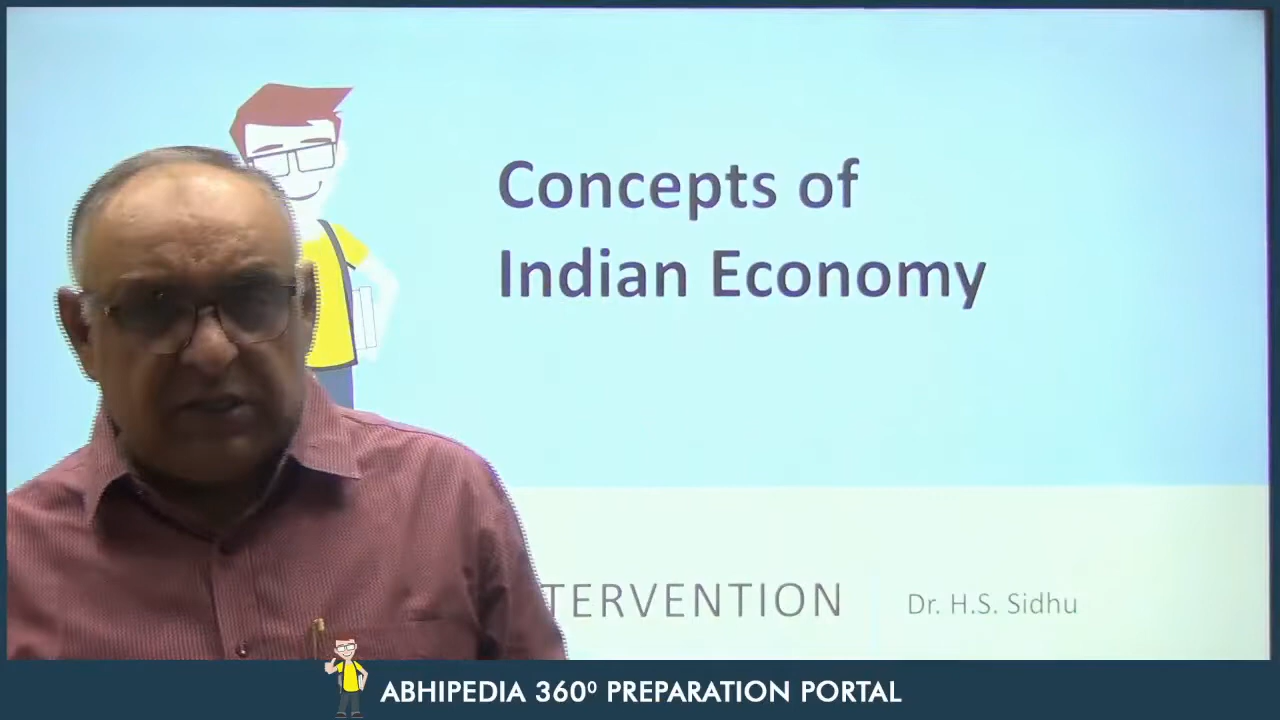 Concepts of
Indian Economy
TERVENTION
Dr. H.S. Sidhu
ABHIPEDIA 360⁰ PREPARATION PORTAL